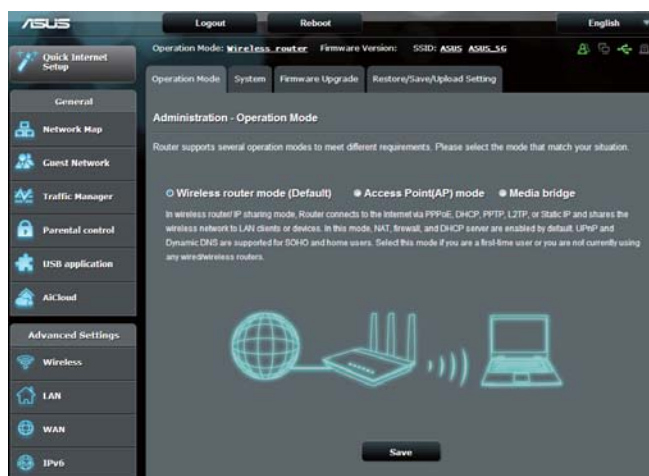 ASUS
Logout
Reboot
English
Quick Internet Setup
Operation Mode: Wireless router Firmware Version: SSID: ASUS ASUS_5G
Operation Mode
System
Firmware Upgrade
Restore/Save/Upload Setting
General
Network Map
Guest Network
Traffic Manager
Parental control
USB application
AiCloud
Advanced Settings
Wireless
LAN
WAN
IPv6
Administration - Operation Mode
Router supports several operation modes to meet different requirements. Please select the mode that match your situation.
Wireless router mode (Default)
Access Point(AP) mode
Media bridge
In wireless router/ IP sharing mode, Router connects to the Internet via PPPoE, DHCP, PPTP, L2TP, or Static IP and shares the
wireless network to LAN clients or devices. In this mode, NAT, firewall, and DHCP server are enabled by default. UPnP and
Dynamic DNS are supported for SOHO and home users. Select this mode if you are a first-time user or you are not currently using
any wired/wireless routers.
Save